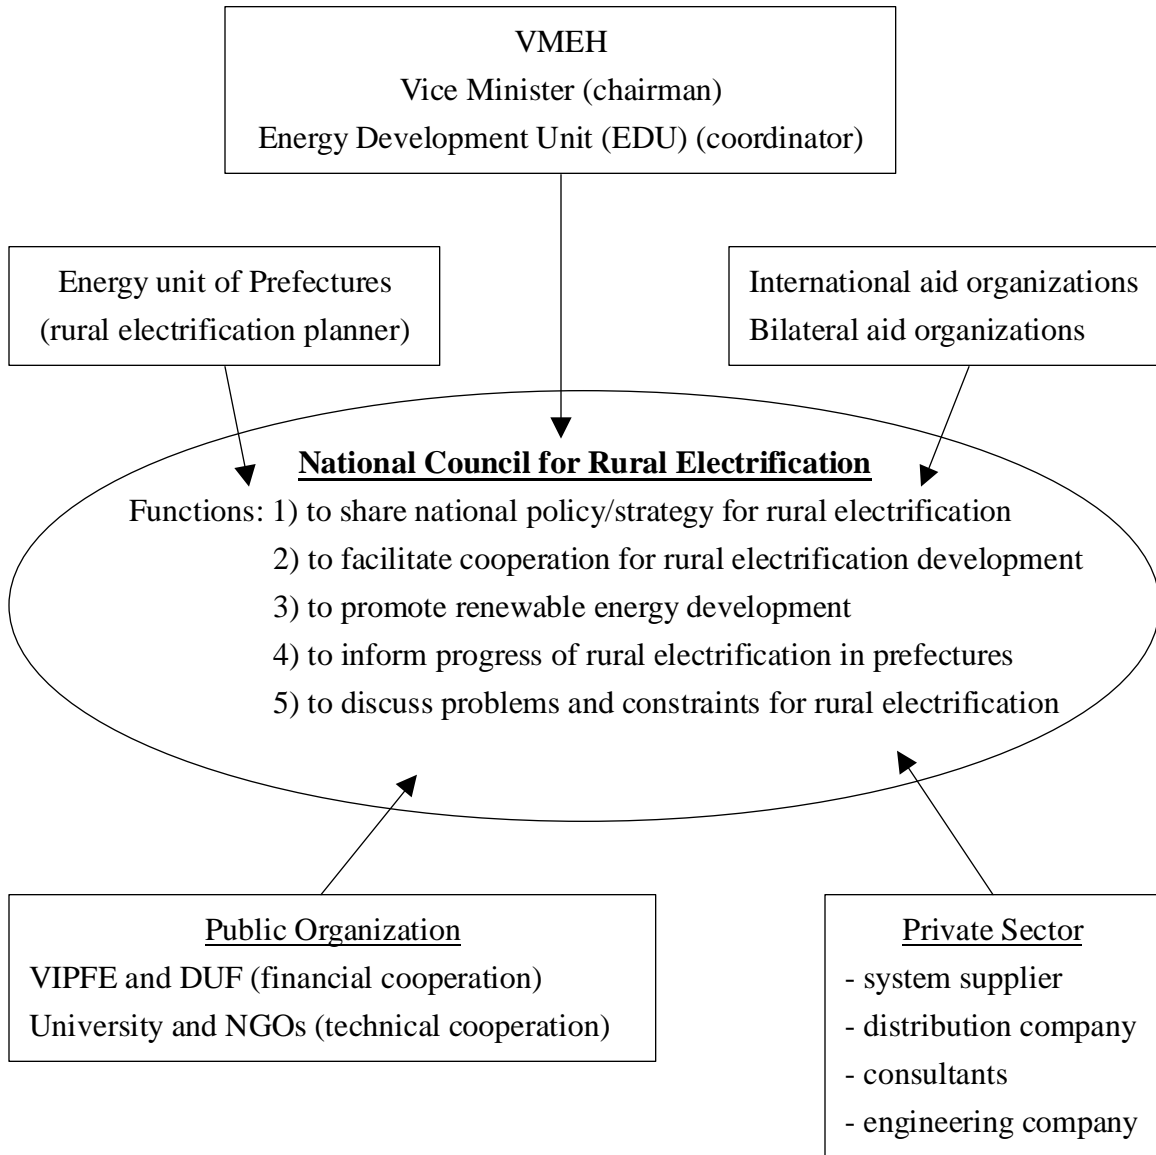 VMEH
Vice Minister (chairman)
Energy Development Unit (EDU) (coordinator)
Energy unit of Prefectures
(rural electrification planner)
International aid organizations
Bilateral aid organizations
National Council for Rural Electrification
Functions: 1) to share national policy/strategy for rural electrification
2) to facilitate cooperation for rural electrification development
3) to promote renewable energy development
4) to inform progress of rural electrification in prefectures
5) to discuss problems and constraints for rural electrification
Public Organization
VIPFE and DUF (financial cooperation)
University and NGOs (technical cooperation)
Private Sector
- system supplier
- distribution company
- consultants
- engineering company